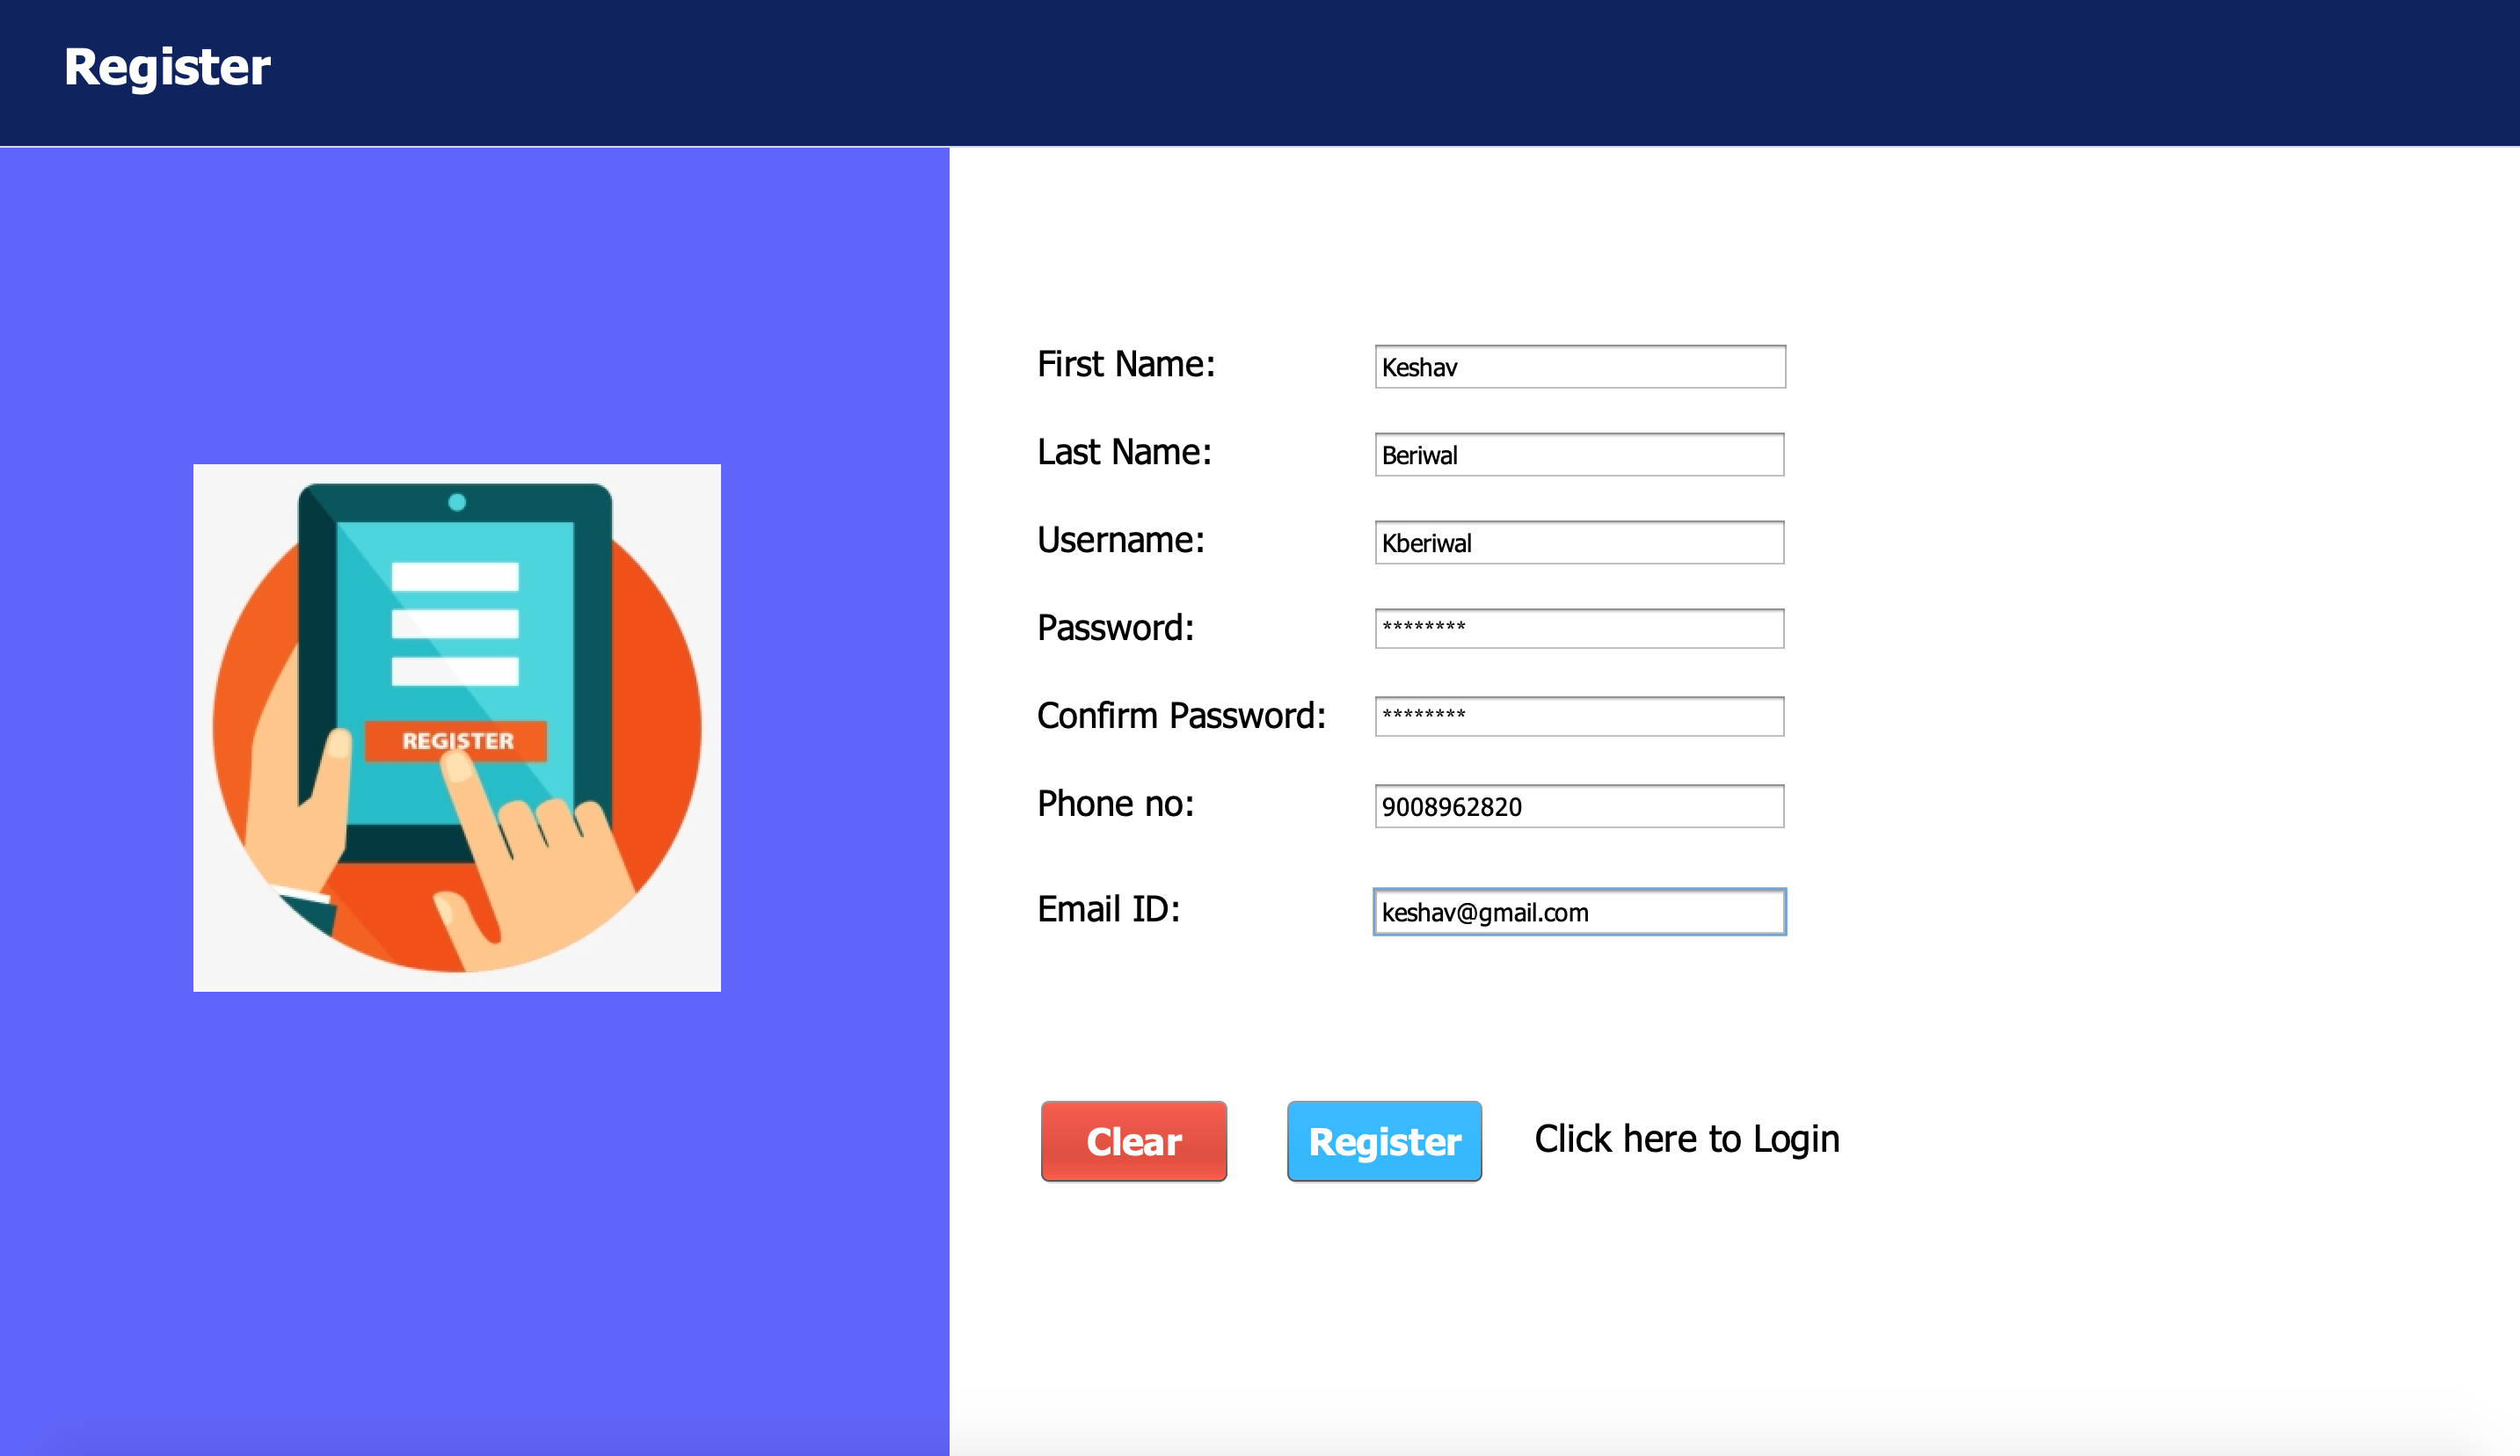 Register
REGISTER
First Name: Keshav
Last Name: Beriwal
Username: Kberiwal
Password: ********
Confirm Password: ********
Phone no: 9008962820
Email ID: keshav@gmail.com
Clear Register Click here to Login